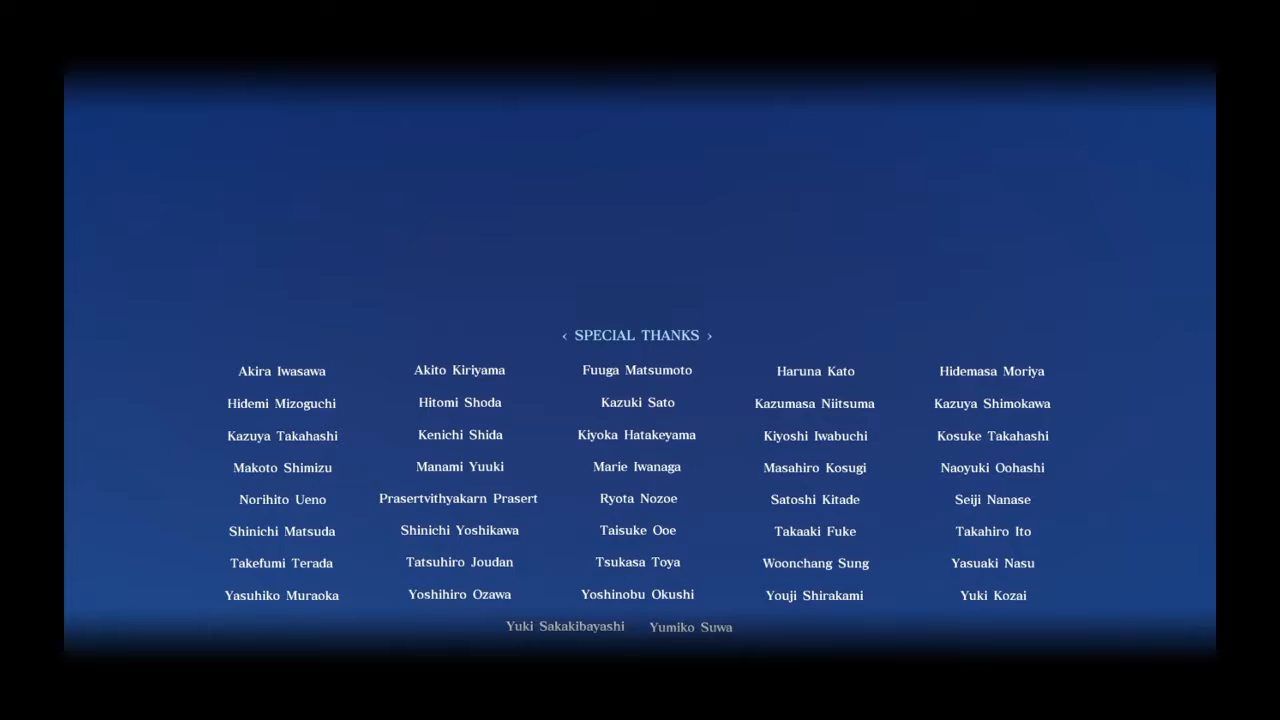 ‹ SPECIAL THANKS ›
Akira Iwasawa Akito Kiriyama Fuuga Matsumoto Haruna Kato Hidemasa Moriya
Hidemi Mizoguchi Hitomi Shoda Kazuki Sato Kazumasa Niitsuma Kazuya Shimokawa
Kazuya Takahashi Kenichi Shida Kiyoka Hatakeyama Kiyoshi Iwabuchi Kosuke Takahashi
Makoto Shimizu Manami Yuuki Marie Iwanaga Masahiro Kosugi Naoyuki Oohashi
Norihito Ueno Prasertvithyakarn Prasert Ryota Nozoe Satoshi Kitade Seiji Nanase
Shinichi Matsuda Shinichi Yoshikawa Taisuke Ooe Takaaki Fuke Takahiro Ito
Takefumi Terada Tatsuhiro Joudan Tsukasa Toya Woonchang Sung Yasuaki Nasu
Yasuhiko Muraoka Yoshihiro Ozawa Yoshinobu Okushi Youji Shirakami Yuki Kozai
Yuki Sakakibayashi Yumiko Suwa